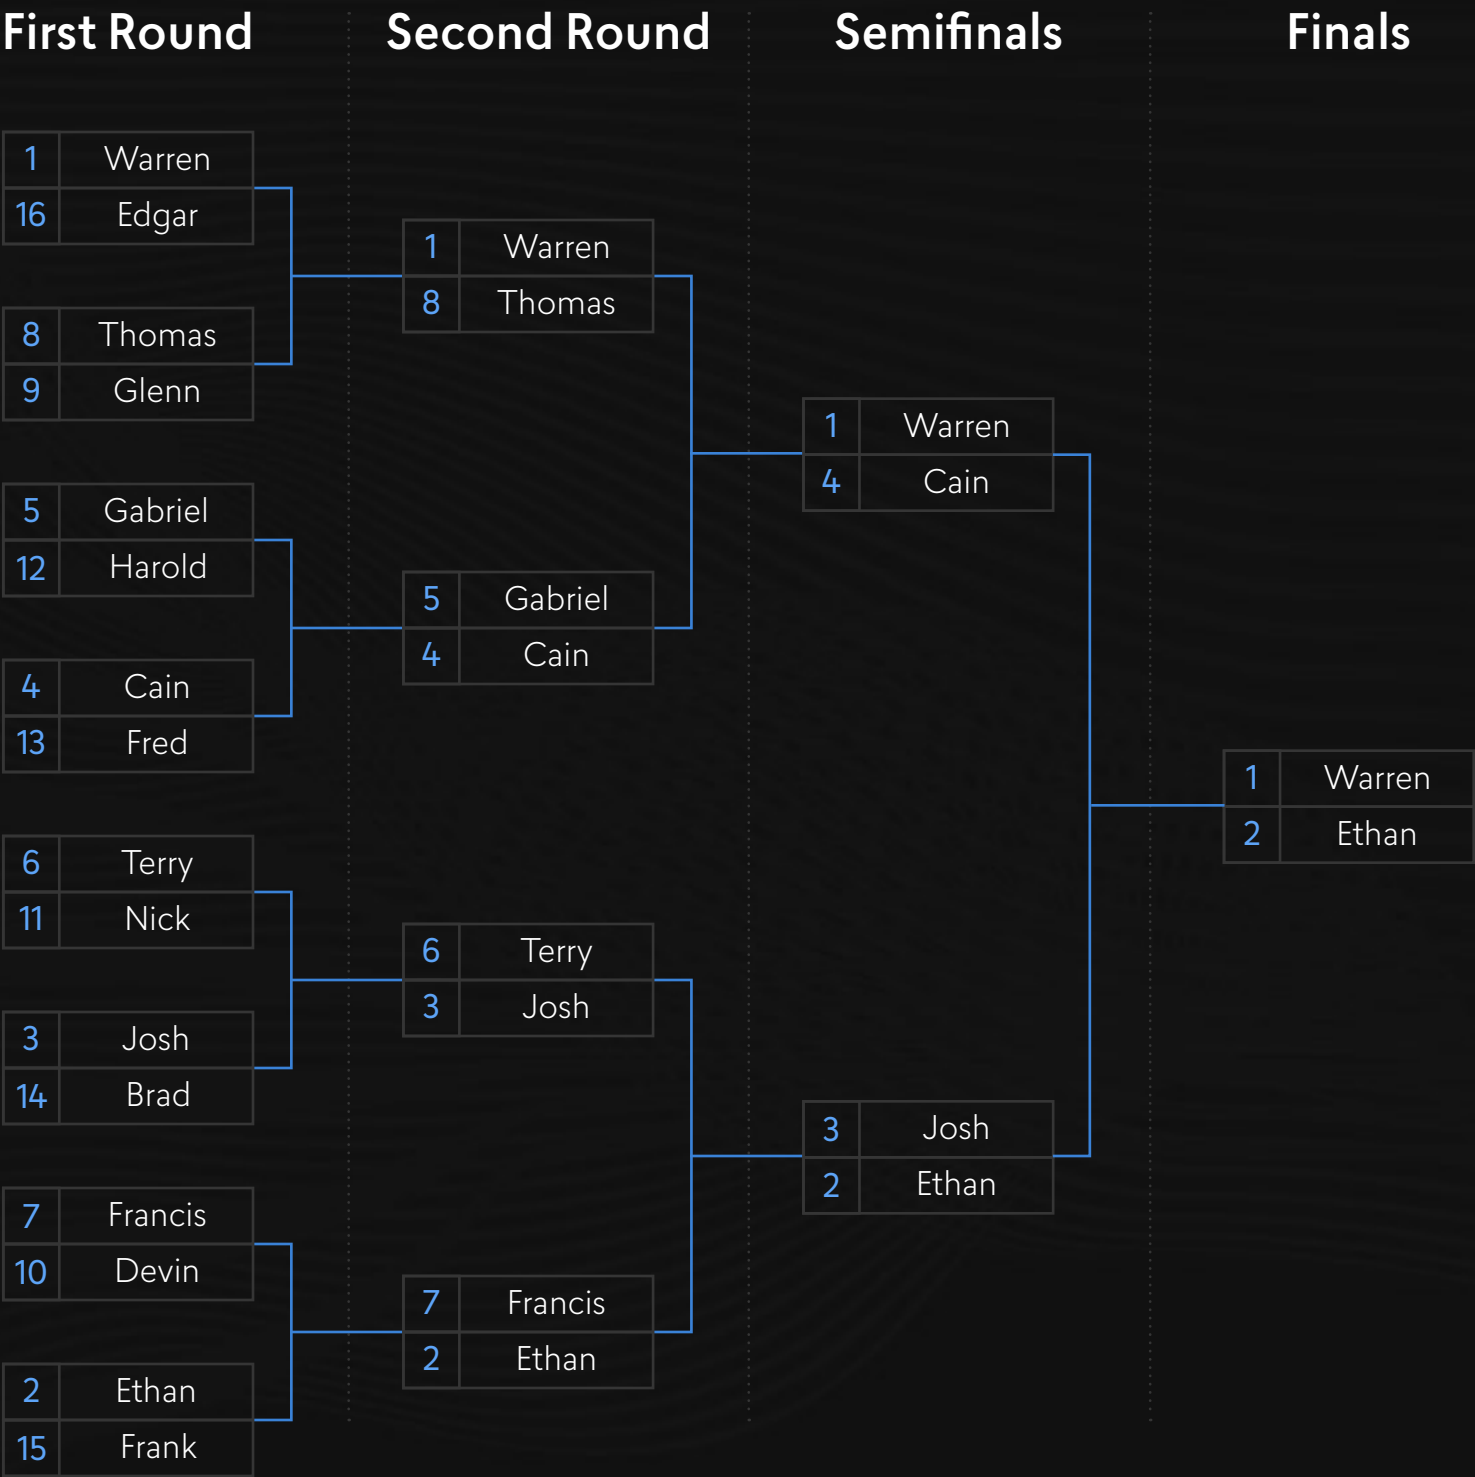 First Round
Second Round
Semifinals
Finals
1 Warren
16 Edgar
8 Thomas
9 Glenn
5 Gabriel
12 Harold
4 Cain
13 Fred
6 Terry
11 Nick
3 Josh
14 Brad
7 Francis
10 Devin
2 Ethan
15 Frank
1 Warren
8 Thomas
5 Gabriel
4 Cain
6 Terry
3 Josh
7 Francis
2 Ethan
1 Warren
4 Cain
3 Josh
2 Ethan
1 Warren
2 Ethan